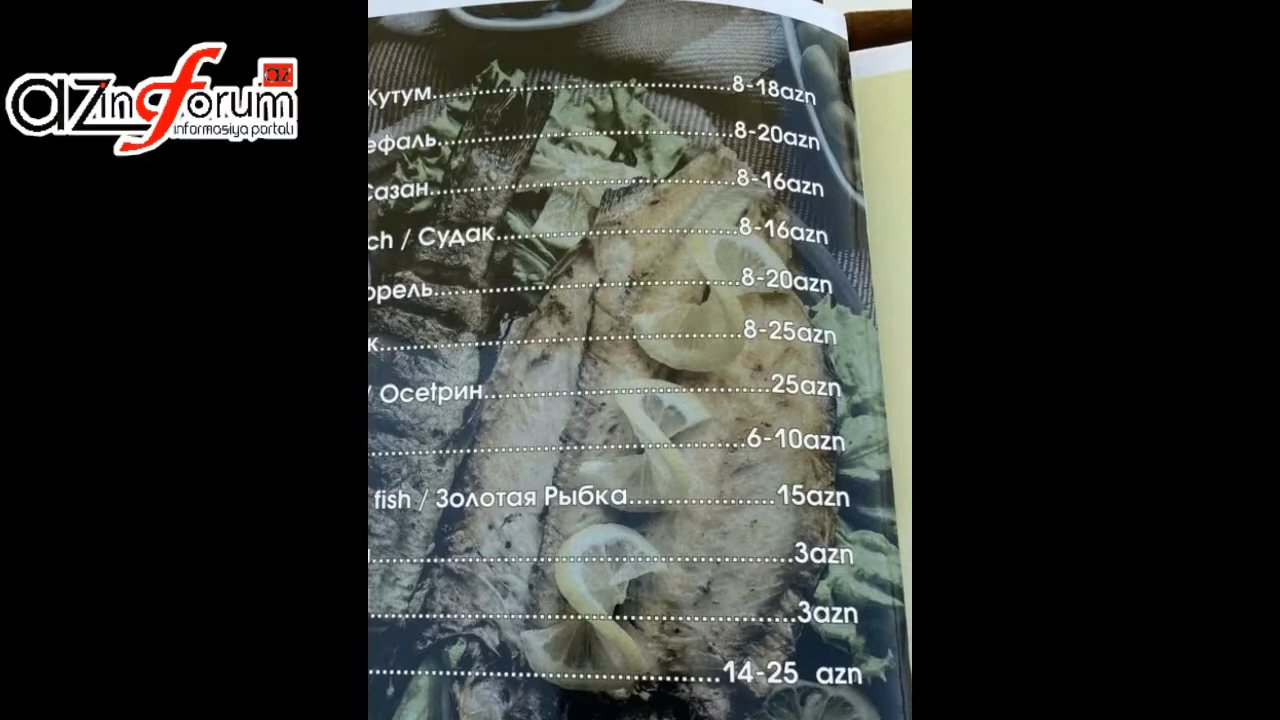 azinforum
az
informasiya portalı
Кутум.......................................8-18azn
ефаль.......................................8-20azn
Сазан.......................................8-16azn
ch / Судак..............................8-16azn
орель.......................................8-20azn
к...............................................8-25azn
/ Осетрин.................................25azn
................................................6-10azn
fish / Золотая Рыбка..................15azn
................................................3azn
................................................3azn
................................................14-25 azn